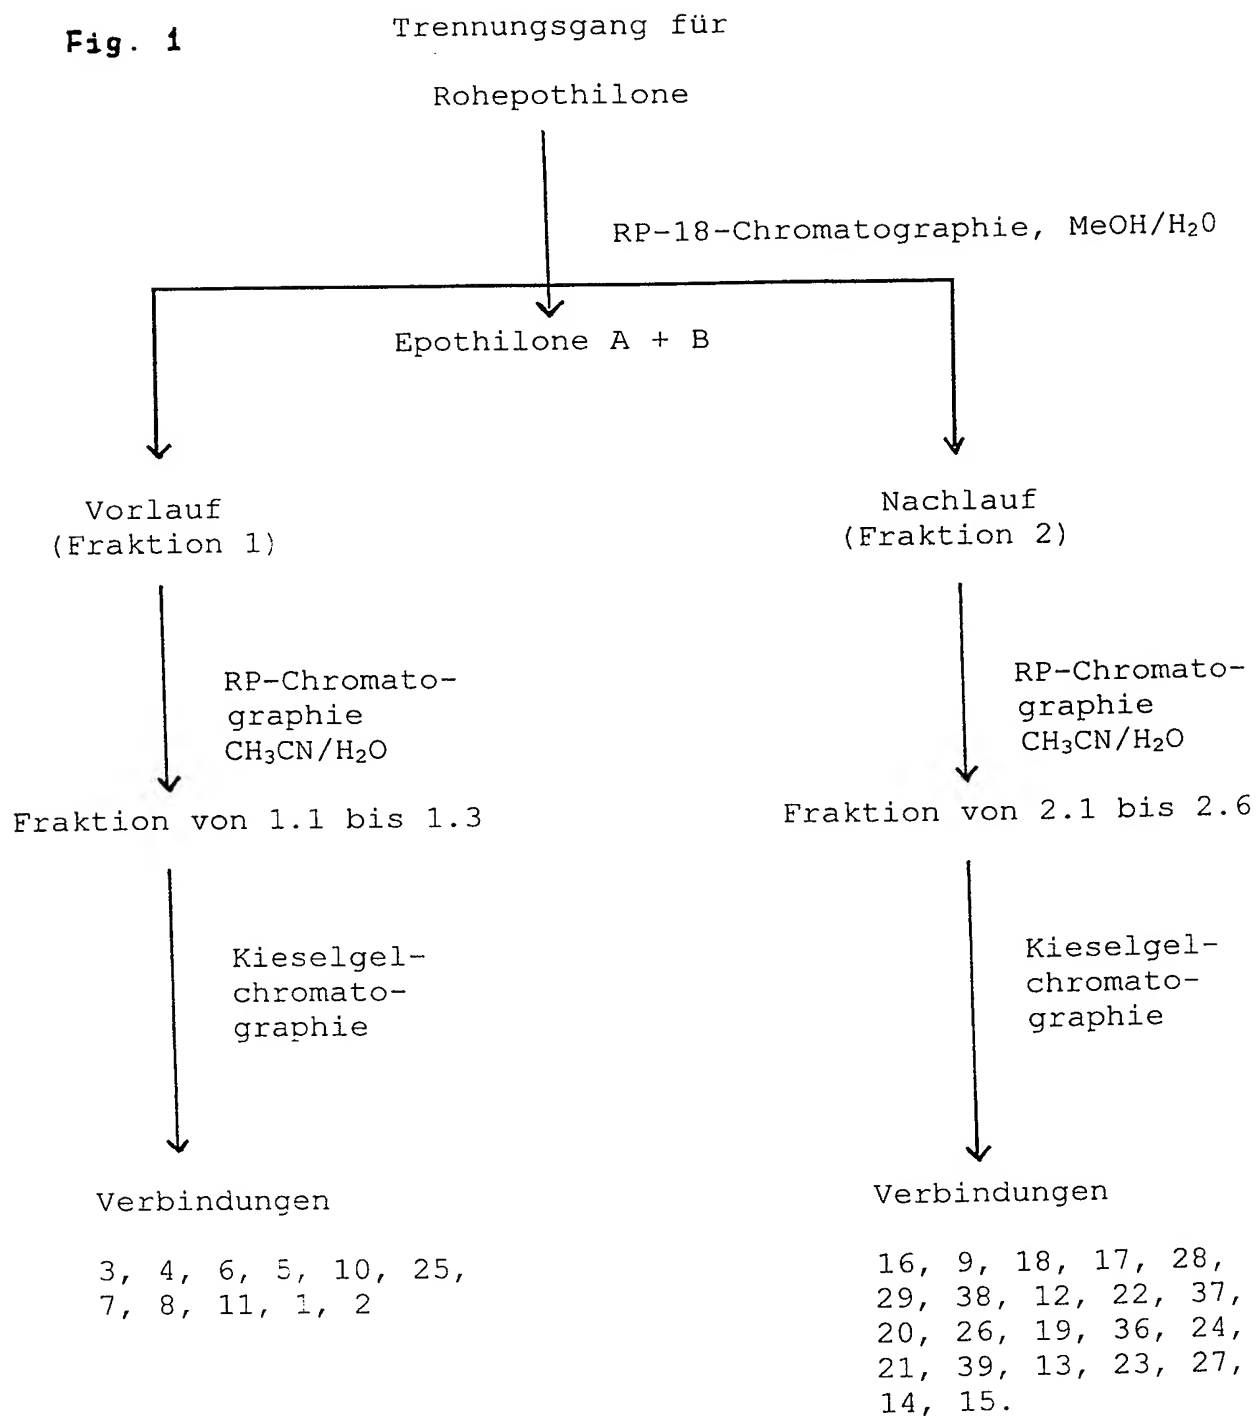 Fig. 1
Trennungsgang für
Rohepothilone
RP-18-Chromatographie, MeOH/H₂O
Epothilone A + B
Vorlauf
(Fraktion 1)
RP-Chromato-
graphie
CH₃CN/H₂O
Fraktion von 1.1 bis 1.3
Kieselgel-
chromato-
graphie
Verbindungen
3, 4, 6, 5, 10, 25,
7, 8, 11, 1, 2
Nachlauf
(Fraktion 2)
RP-Chromato-
graphie
CH₃CN/H₂O
Fraktion von 2.1 bis 2.6
Kieselgel-
chromato-
graphie
Verbindungen
16, 9, 18, 17, 28,
29, 38, 12, 22, 37,
20, 26, 19, 36, 24,
21, 39, 13, 23, 27,
14, 15.